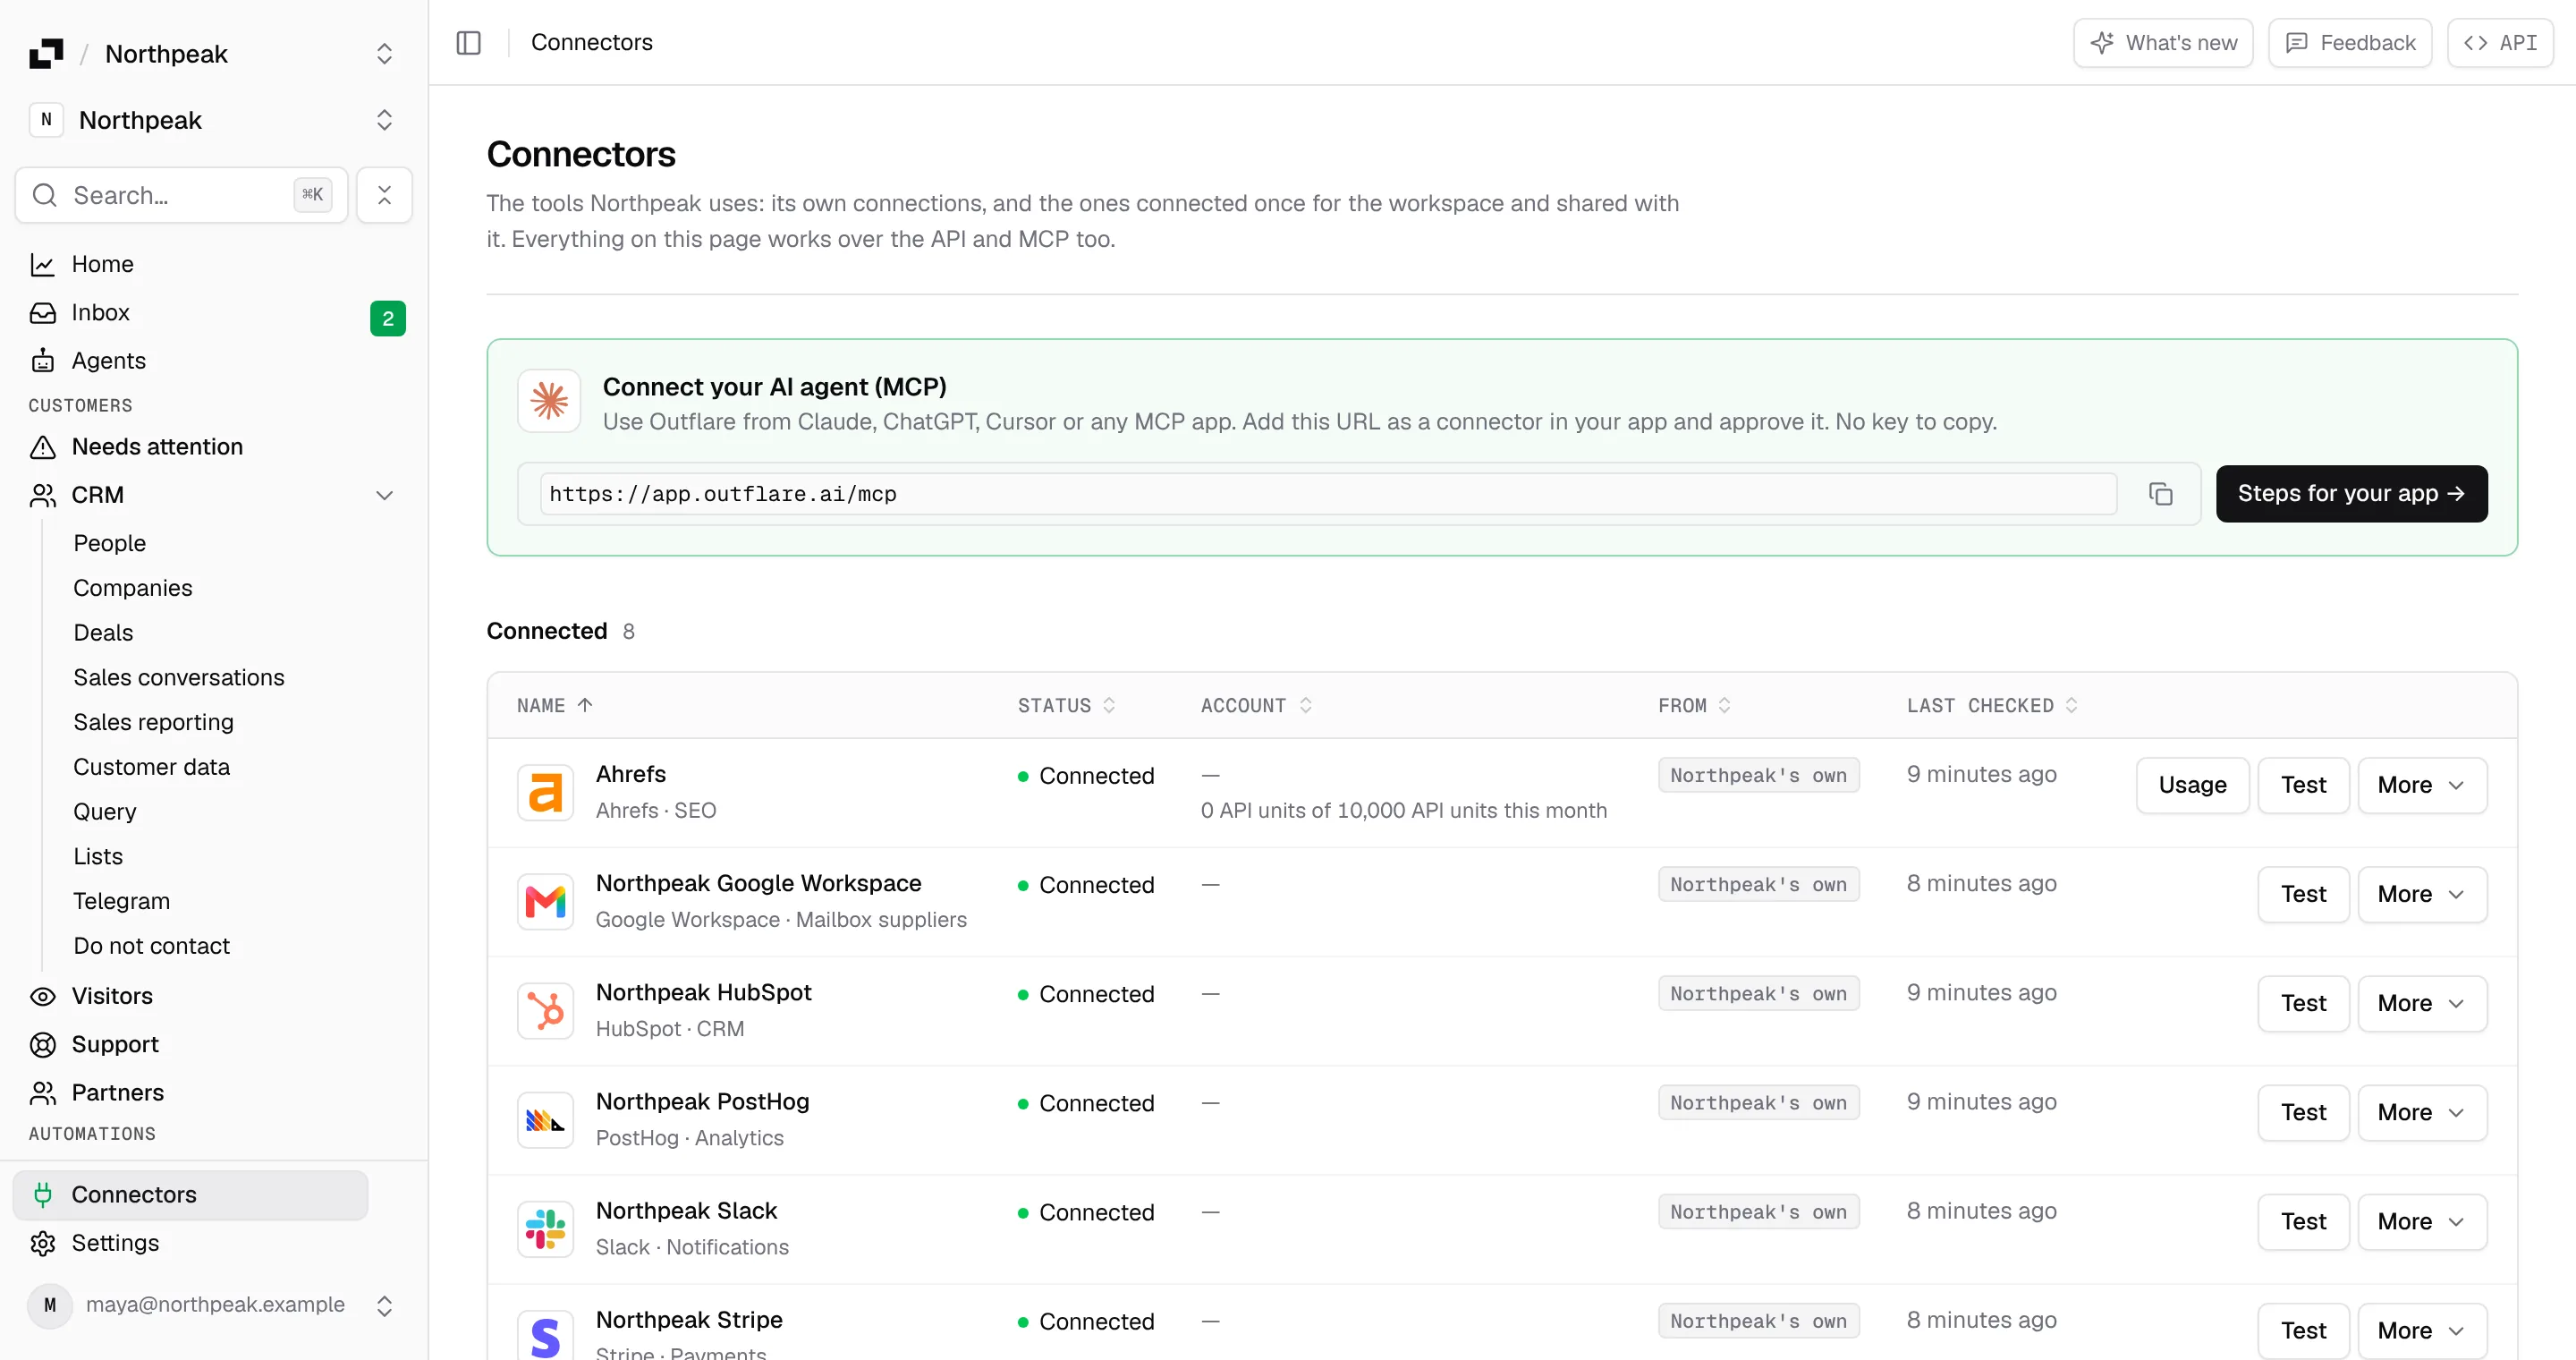 / Northpeak
N Northpeak
Search... ⌘K
Home
Inbox 2
Agents
CUSTOMERS
Needs attention
CRM
People
Companies
Deals
Sales conversations
Sales reporting
Customer data
Query
Lists
Telegram
Do not contact
Visitors
Support
Partners
AUTOMATIONS
Connectors
Settings
M maya@northpeak.example
Connectors
What's new
Feedback
API
Connectors
The tools Northpeak uses: its own connections, and the ones connected once for the workspace and shared with
it. Everything on this page works over the API and MCP too.
Connect your AI agent (MCP)
Use Outflare from Claude, ChatGPT, Cursor or any MCP app. Add this URL as a connector in your app and approve it. No key to copy.
https://app.outflare.ai/mcp
Steps for your app →
Connected 8
NAME ↑ STATUS ACCOUNT FROM LAST CHECKED
Ahrefs Connected — Northpeak's own 9 minutes ago Usage Test More
Ahrefs · SEO 0 API units of 10,000 API units this month
Northpeak Google Workspace Connected — Northpeak's own 8 minutes ago Test More
Google Workspace · Mailbox suppliers
Northpeak HubSpot Connected — Northpeak's own 9 minutes ago Test More
HubSpot · CRM
Northpeak PostHog Connected — Northpeak's own 9 minutes ago Test More
PostHog · Analytics
Northpeak Slack Connected — Northpeak's own 8 minutes ago Test More
Slack · Notifications
Northpeak Stripe Connected — Northpeak's own 8 minutes ago Test More
Stripe · Payments